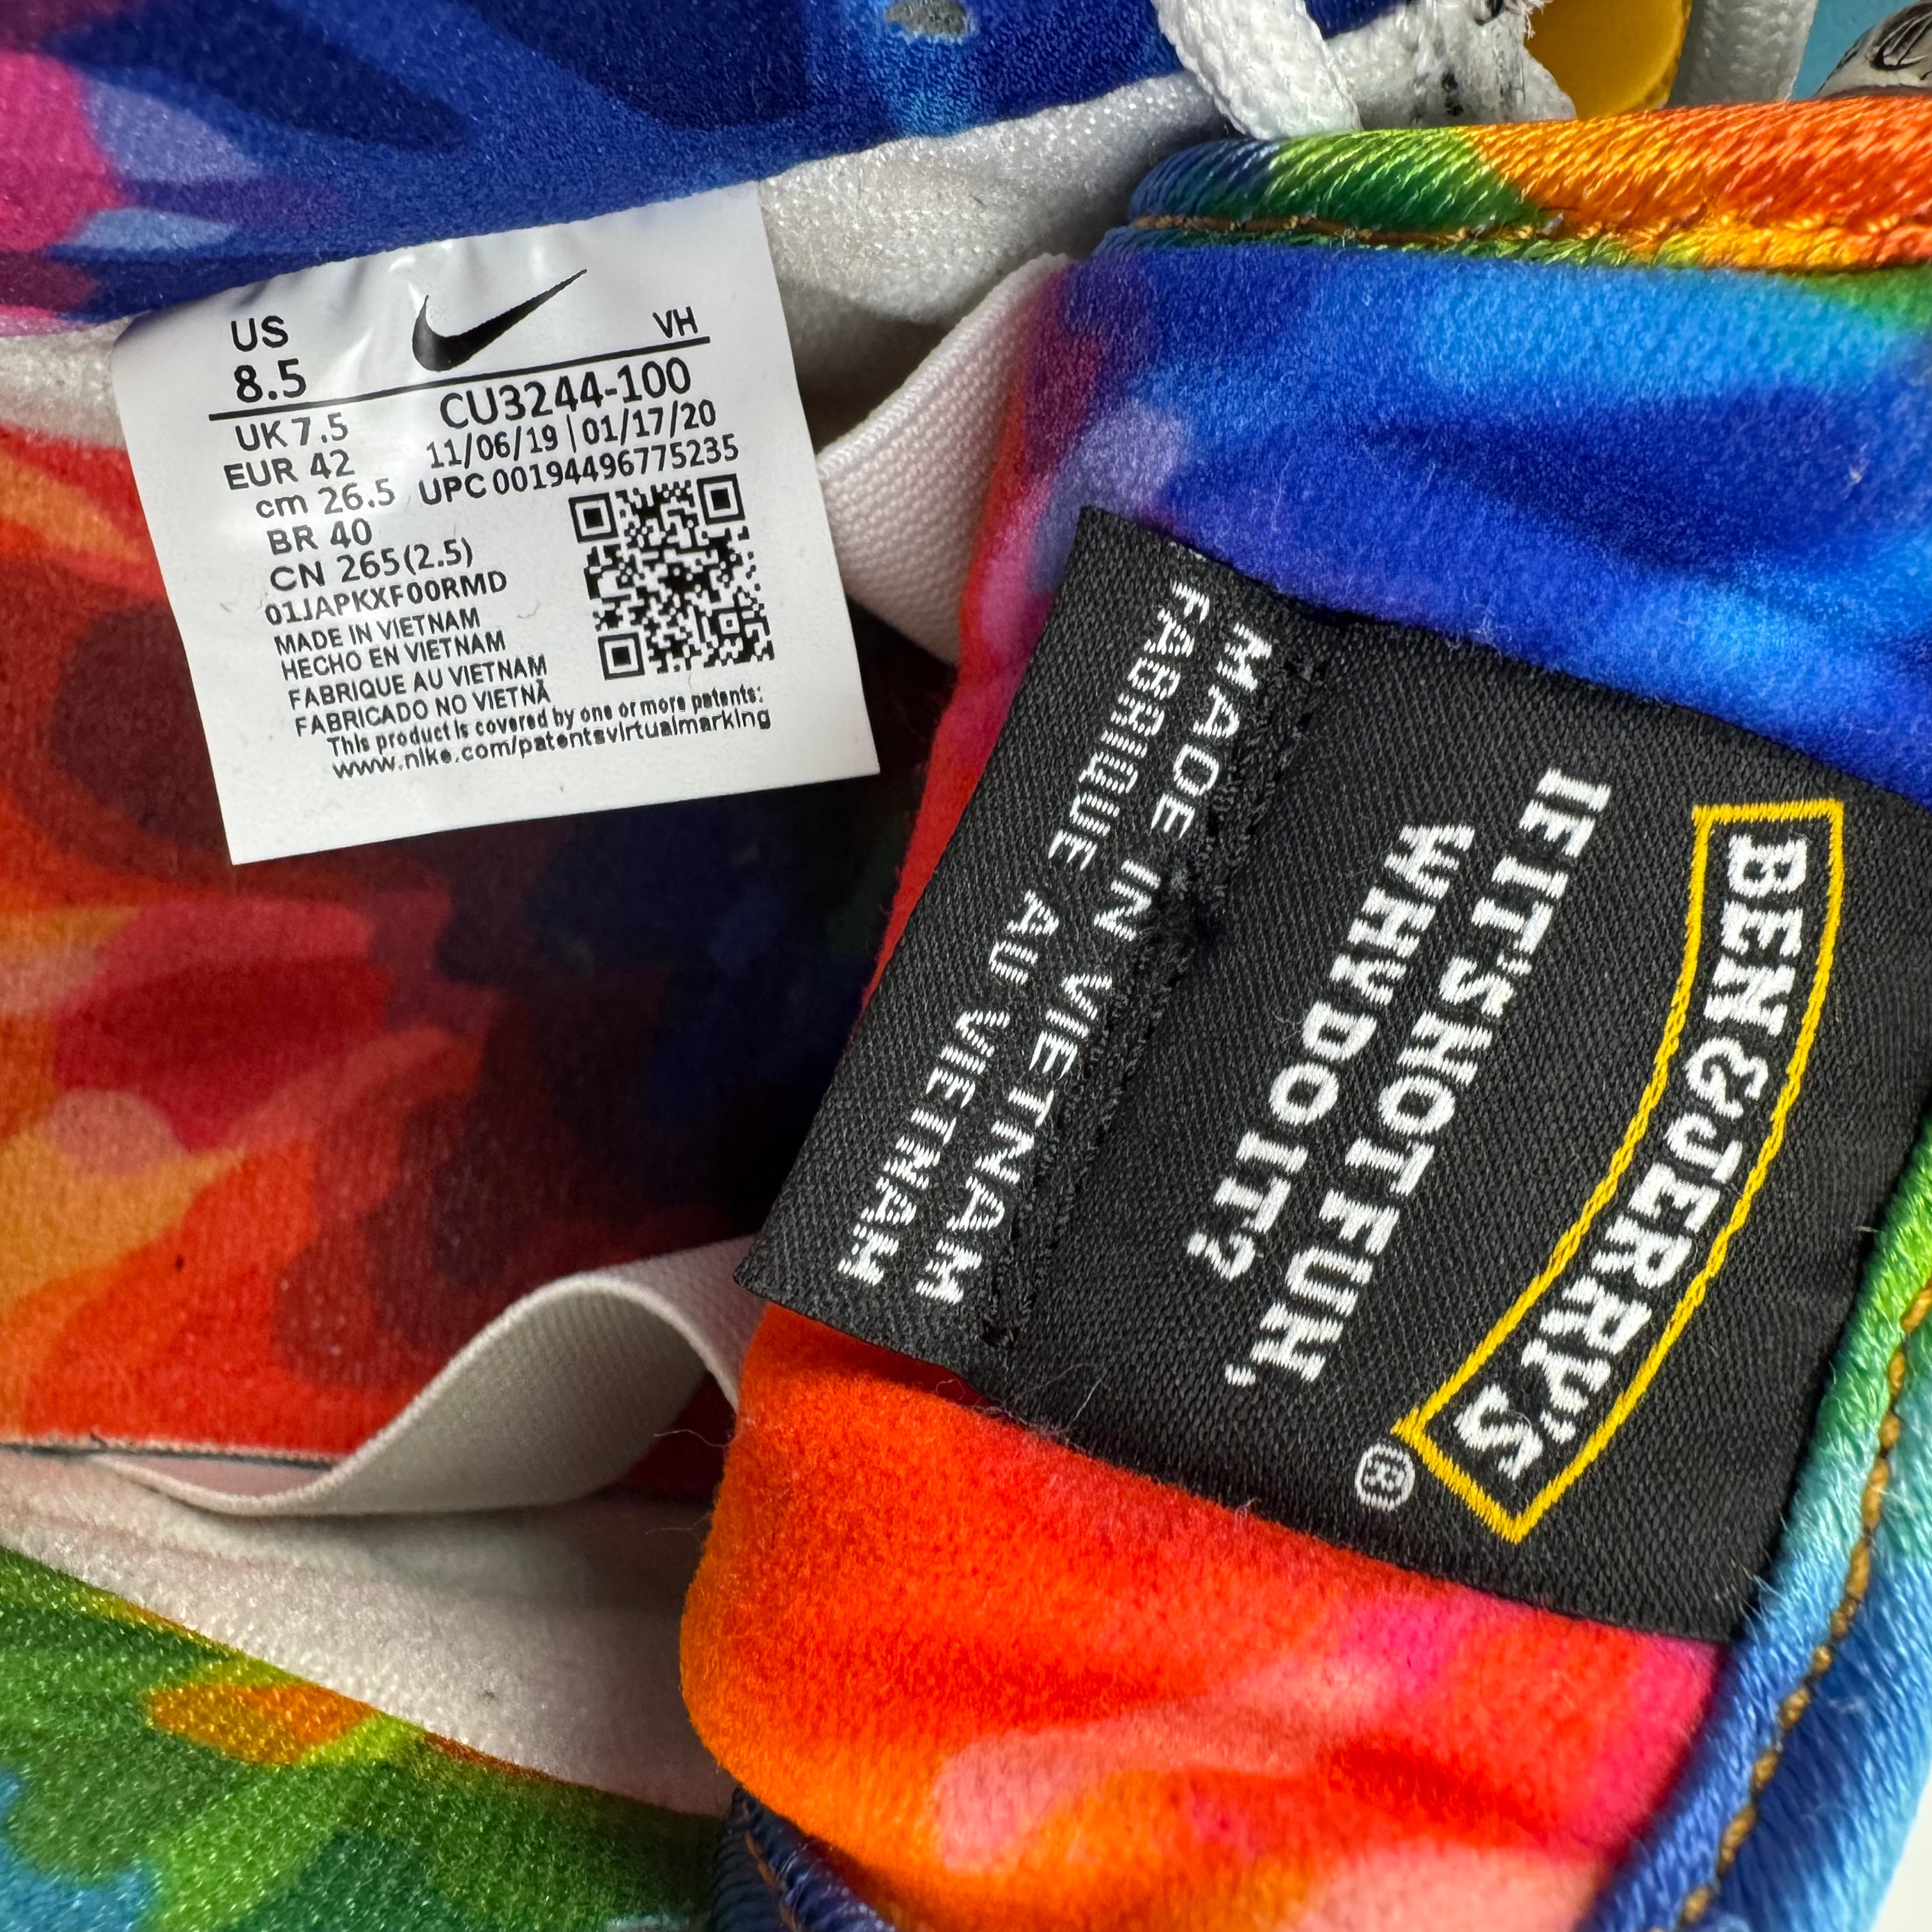 US
8.5
VH
UK 7.5
EUR 42
cm 26.5
BR 40
CN 265(2.5)
CU3244-100
11/06/19 | 01/17/20
UPC 00194496775235
01JAPKXF00RMD
MADE IN VIETNAM
HECHO EN VIETNAM
FABRIQUE AU VIETNAM
FABRICADO NO VIETNÃ
This product is covered by one or more patents:
www.nike.com/patentsvirtualmarking
BEN&JERRY'S
®
IF IT'S NOT FUN,
WHY DO IT?
MADE IN VIETNAM
FABRIQUE AU VIETNAM